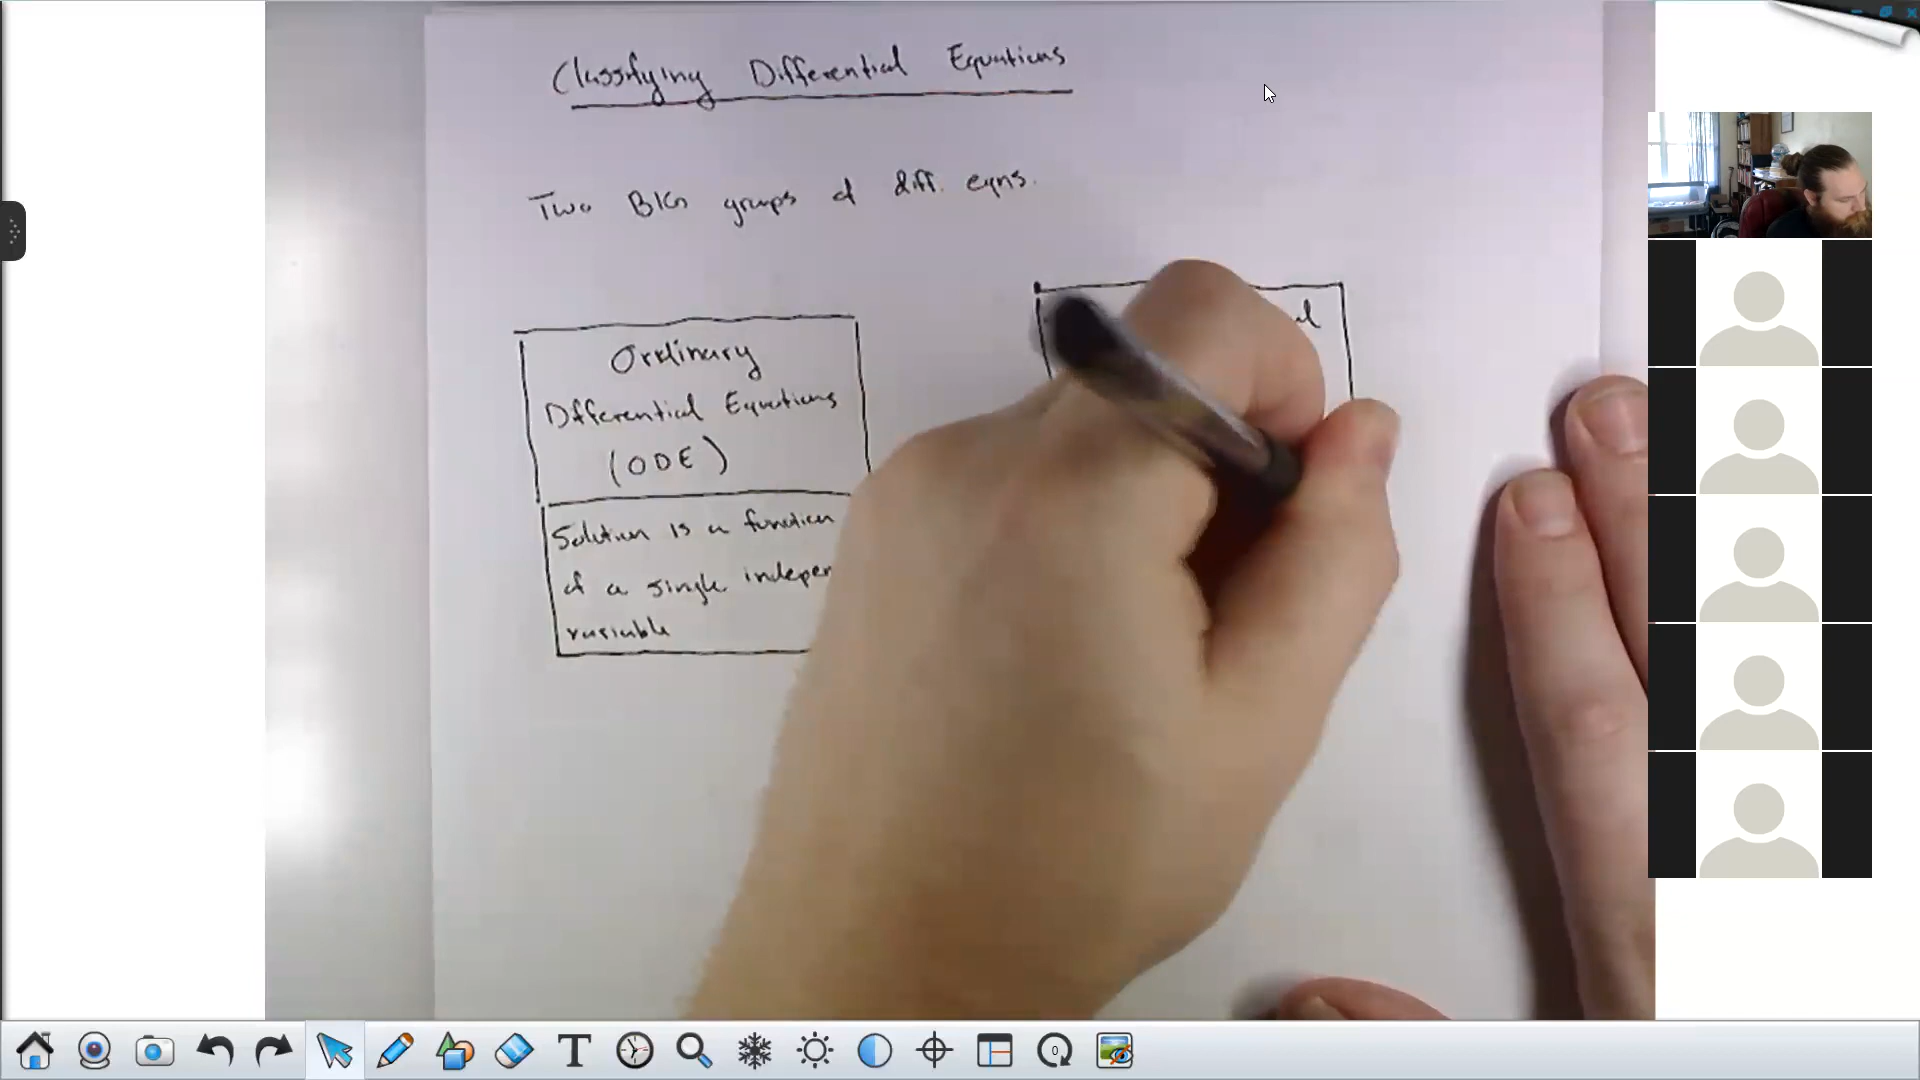 Classifying Differential Equations
Two BIG groups of diff. eqns.
Ordinary
Differential Equations
(ODE)
Solution is a function
of a single
variable
T
0